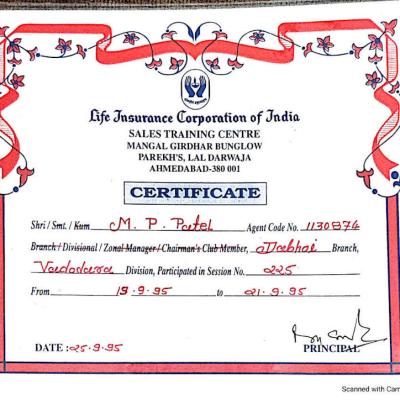 Life Insurance Corporation of India
SALES TRAINING CENTRE
MANGAL GIRDHAR BUNGLOW
PAREKH'S, LAL DARWAJA
AHMEDABAD-380 001
CERTIFICATE
Shri / Smt. / Kum M. P. Patel Agent Code No. 1130874
Branch / Divisional / Zonal Manager / Chairman's Club Member, Dabhoi Branch,
Vadodara Division, Participated in Session No. 225
From 19-9-95 to 21-9-95
DATE : 25-9-95 PRINCIPAL
Scanned with Cam